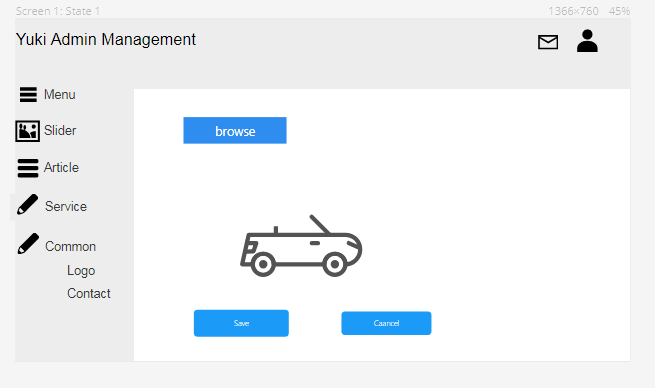 Screen 1: State 1 1366×760 45%
Yuki Admin Management
Menu
Slider
Article
Service
Common
Logo
Contact
browse
Save Caancel